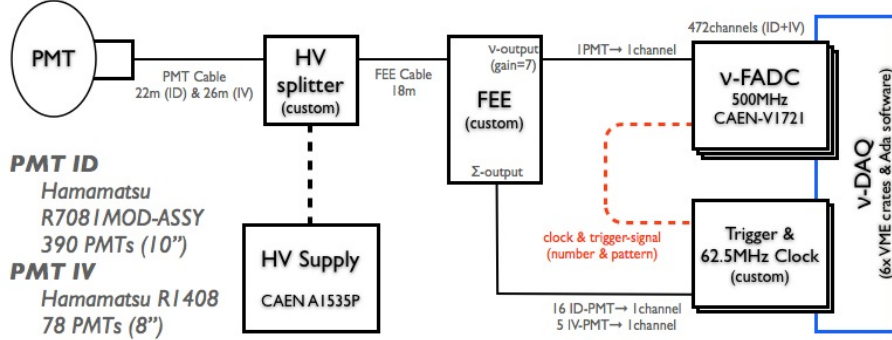 PMT
PMT Cable
22m (ID) & 26m (IV)
HV
splitter
(custom)
FEE Cable
18m
ν-output
(gain=7)
FEE
(custom)
Σ-output
1PMT→ 1channel
472channels (ID+IV)
ν-FADC
500MHz
CAEN-V1721
ν-DAQ
(6x VME crates & Ada software)
PMT ID
Hamamatsu
R7081MOD-ASSY
390 PMTs (10”)
PMT IV
Hamamatsu R1408
78 PMTs (8”)
HV Supply
CAEN A1535P
clock & trigger-signal
(number & pattern)
Trigger &
62.5MHz Clock
(custom)
16 ID-PMT→ 1channel
5 IV-PMT→ 1channel